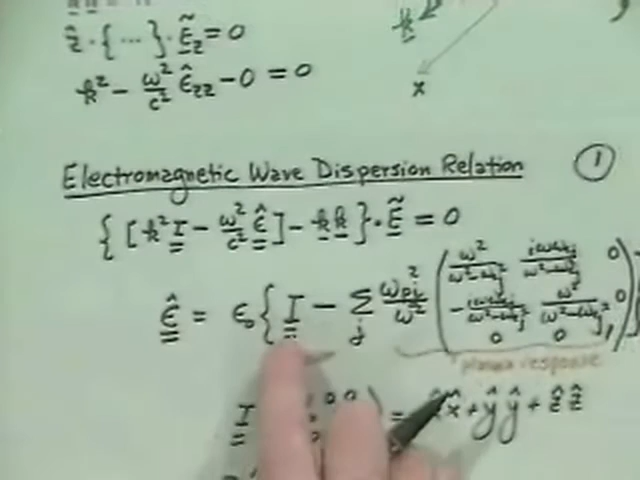 ẑ · {···} · Ẽ_z = 0
k² − ω²/c² ε̂_zz − 0 = 0
k
x
Electromagnetic Wave Dispersion Relation ①
{ [k² I − ω²/c² ε̂] − k k } · Ẽ = 0
ε̂ = ε₀ { I − Σ_j ω_pj²/ω² ( ω²/(ω²−ω_cj²) iωω_cj/(ω²−ω_cj²) 0
−iωω_cj/(ω²−ω_cj²) ω²/(ω²−ω_cj²) 0
0 0 1 )
plasma response
I 0 0 ) = x̂x̂ + ŷŷ + ẑẑ